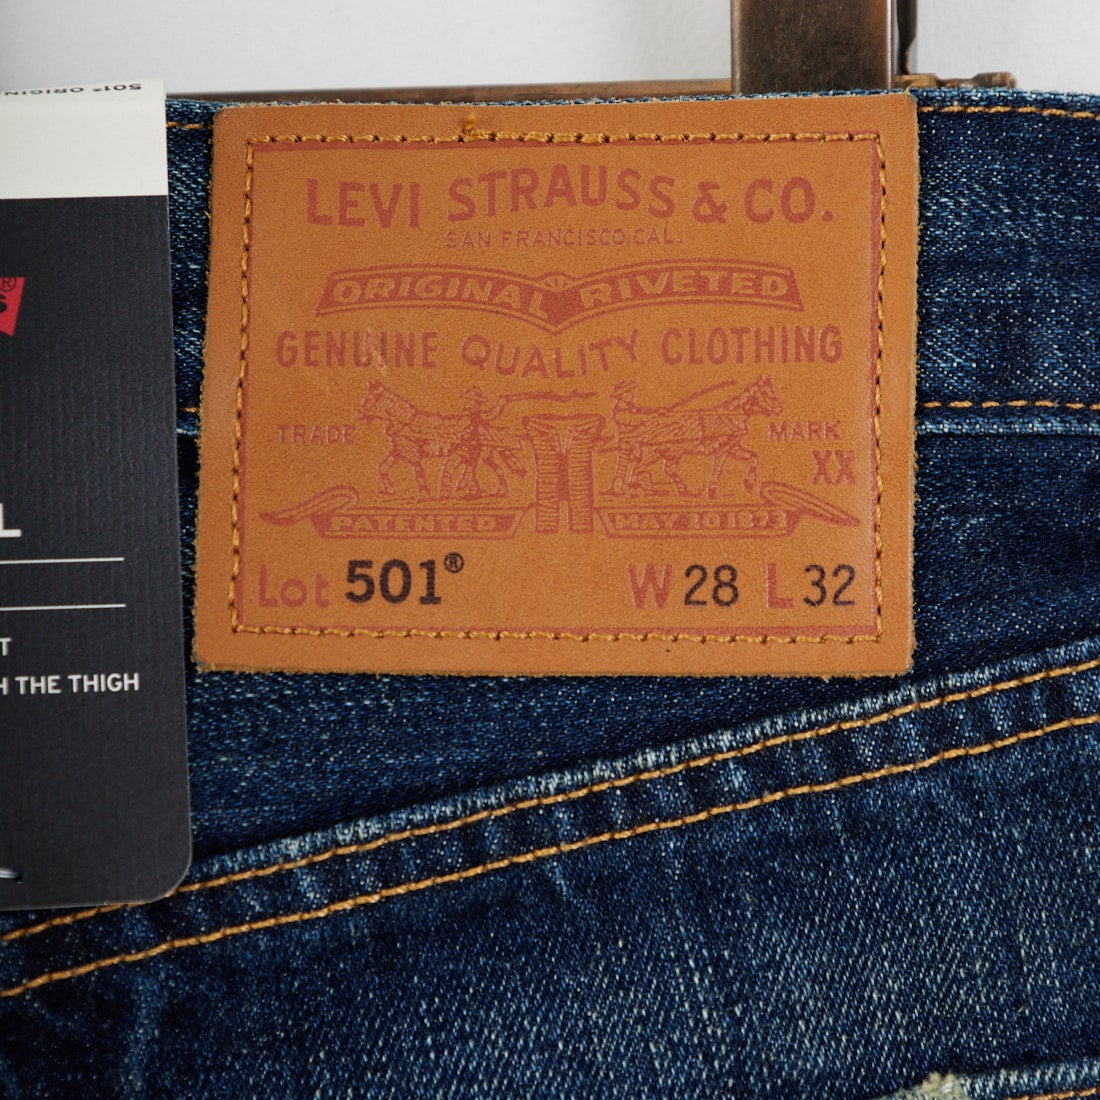 501® ORIGIN
LEVI STRAUSS & CO.
SAN FRANCISCO, CAL.
ORIGINAL RIVETED
GENUINE QUALITY CLOTHING
TRADE MARK
XX
PATENTED MAY 20 1873
Lot 501® W 28 L 32
®
L
T
H THE THIGH